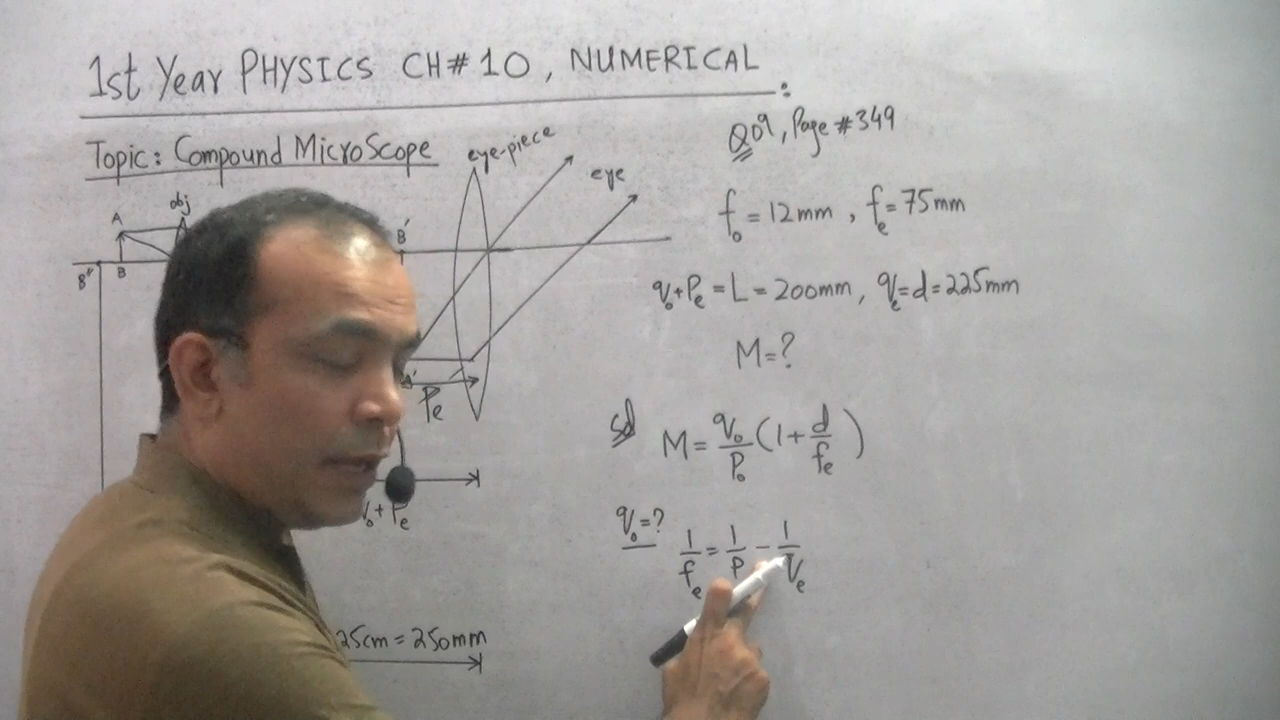 1st Year PHYSICS CH# 10, NUMERICAL :
Topic: Compound MicroScope
eye-piece
eye
obj
A
B'
B"
B
A'
Pe
qo + Pe
25cm = 250mm
Q09, Page #349
fo = 12mm, fe = 75mm
qo + Pe = L = 200mm, qe = d = 225mm
M = ?
Sol
M = qo/Po (1 + d/fe)
qo = ?
1/fe = 1/P - 1/qe